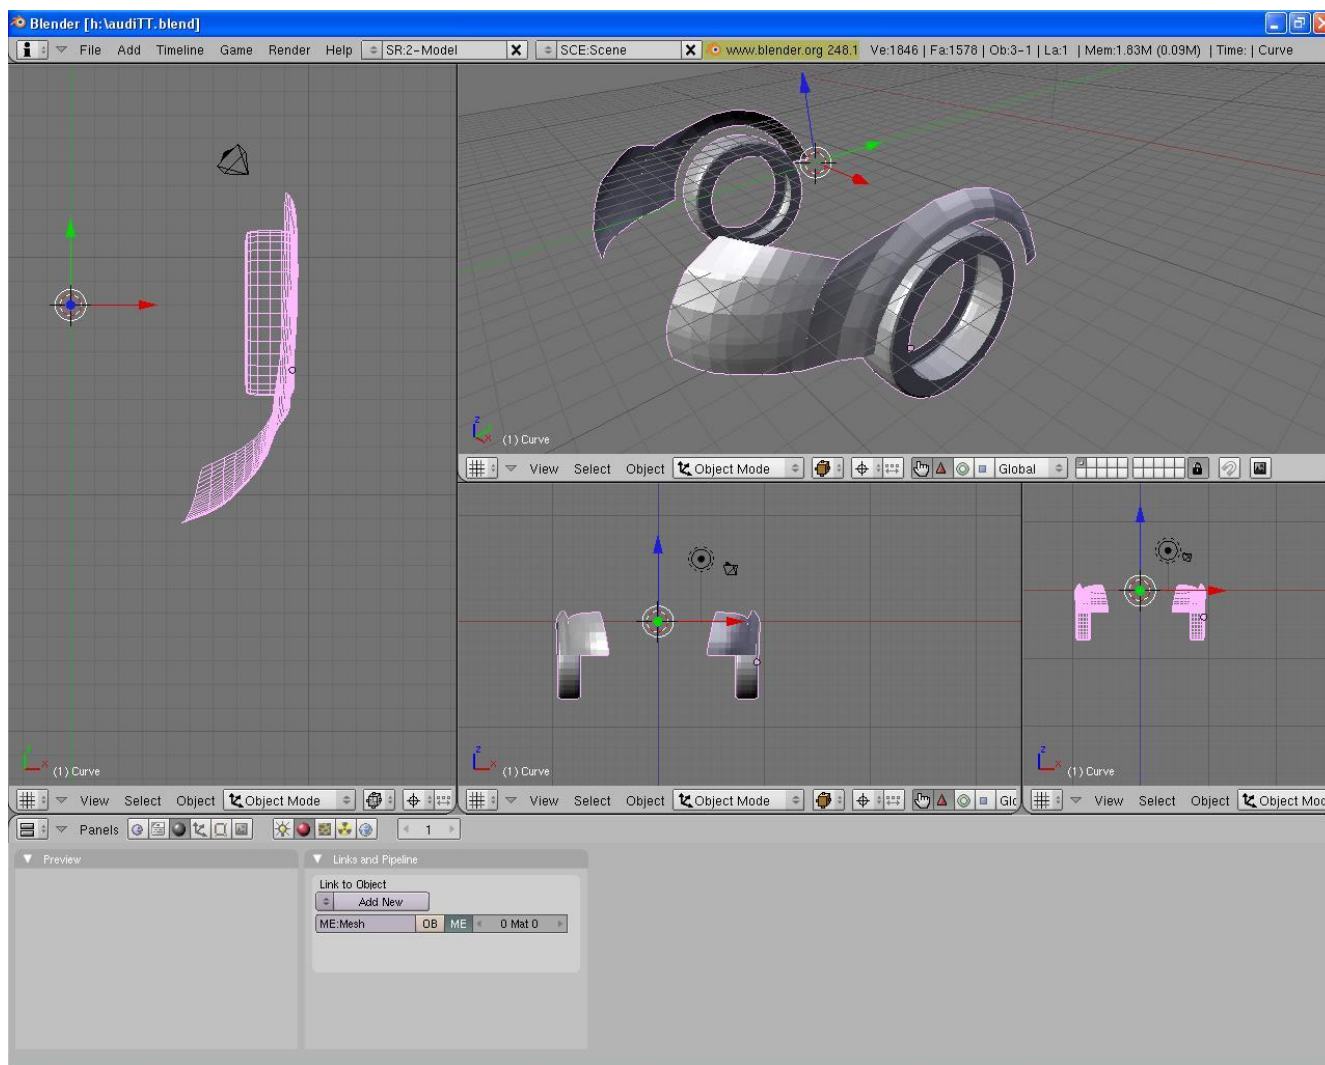 Blender [h:\audiTT.blend]
File Add Timeline Game Render Help SR:2-Model SCE:Scene www.blender.org 248.1 Ve:1846 | Fa:1578 | Ob:3-1 | La:1 | Mem:1.83M (0.09M) | Time: | Curve
z
x
(1) Curve
View Select Object Object Mode Global
z
x
(1) Curve
z
x
(1) Curve
x
(1) Curve
View Select Object Object Mode
View Select Object Object Mode Glo
View Select Object Object Mod
Panels 1
Preview
Links and Pipeline
Link to Object
Add New
ME:Mesh OB ME 0 Mat 0